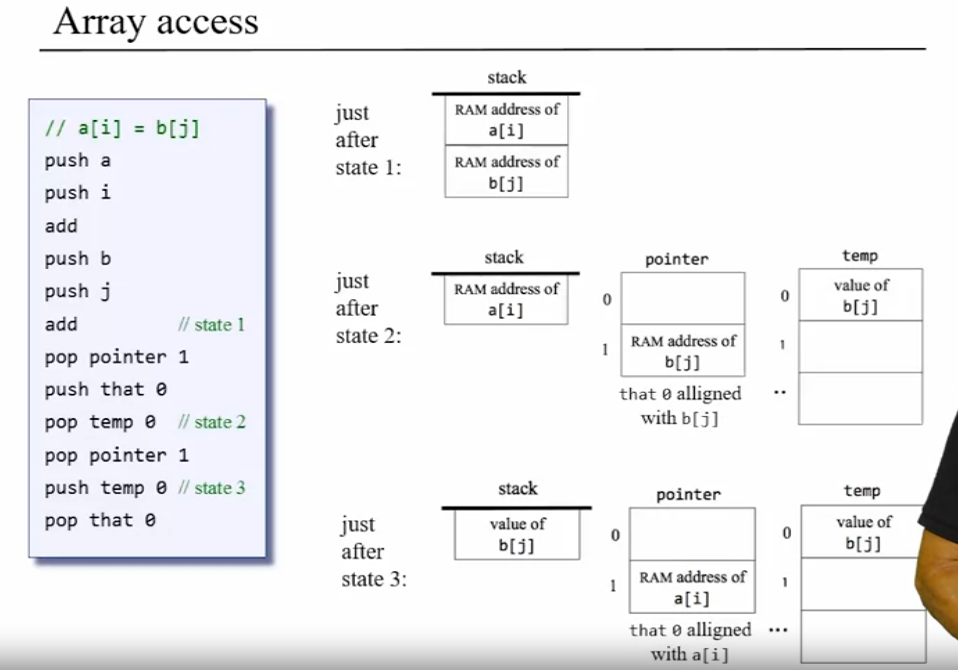 Array access
// a[i] = b[j]
push a
push i
add
push b
push j
add // state 1
pop pointer 1
push that 0
pop temp 0 // state 2
pop pointer 1
push temp 0 // state 3
pop that 0
just
after
state 1:
stack
RAM address of
a[i]
RAM address of
b[j]
just
after
state 2:
stack
RAM address of
a[i]
pointer
0
1
RAM address of
b[j]
that 0 alligned
with b[j]
temp
0
value of
b[j]
1
..
just
after
state 3:
stack
value of
b[j]
pointer
0
1
RAM address of
a[i]
that 0 alligned
with a[i]
temp
0
value of
b[j]
1
...